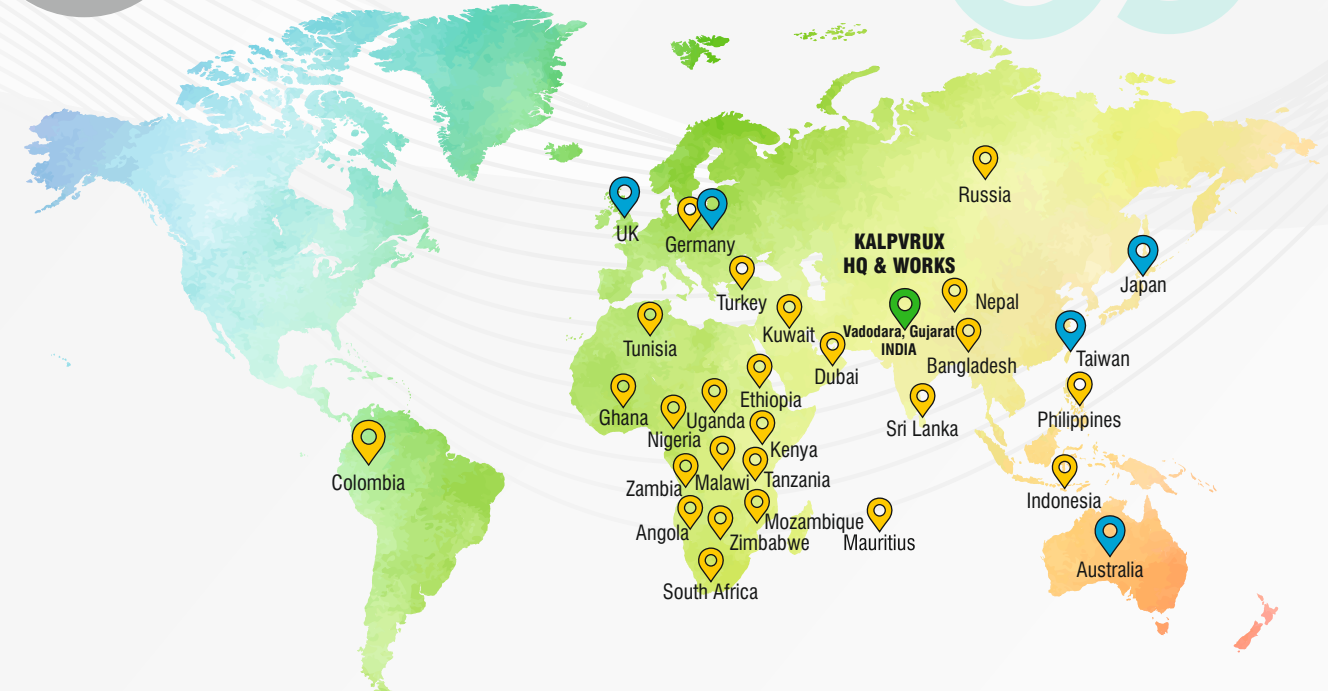 Russia
UK
Germany
KALPVRUX
HQ & WORKS
Japan
Turkey
Nepal
Kuwait
Vadodara, Gujarat
INDIA
Tunisia
Taiwan
Bangladesh
Dubai
Ethiopia
Ghana
Uganda
Philippines
Sri Lanka
Nigeria
Kenya
Colombia
Zambia
Malawi
Tanzania
Indonesia
Angola
Mozambique
Zimbabwe
Mauritius
Australia
South Africa